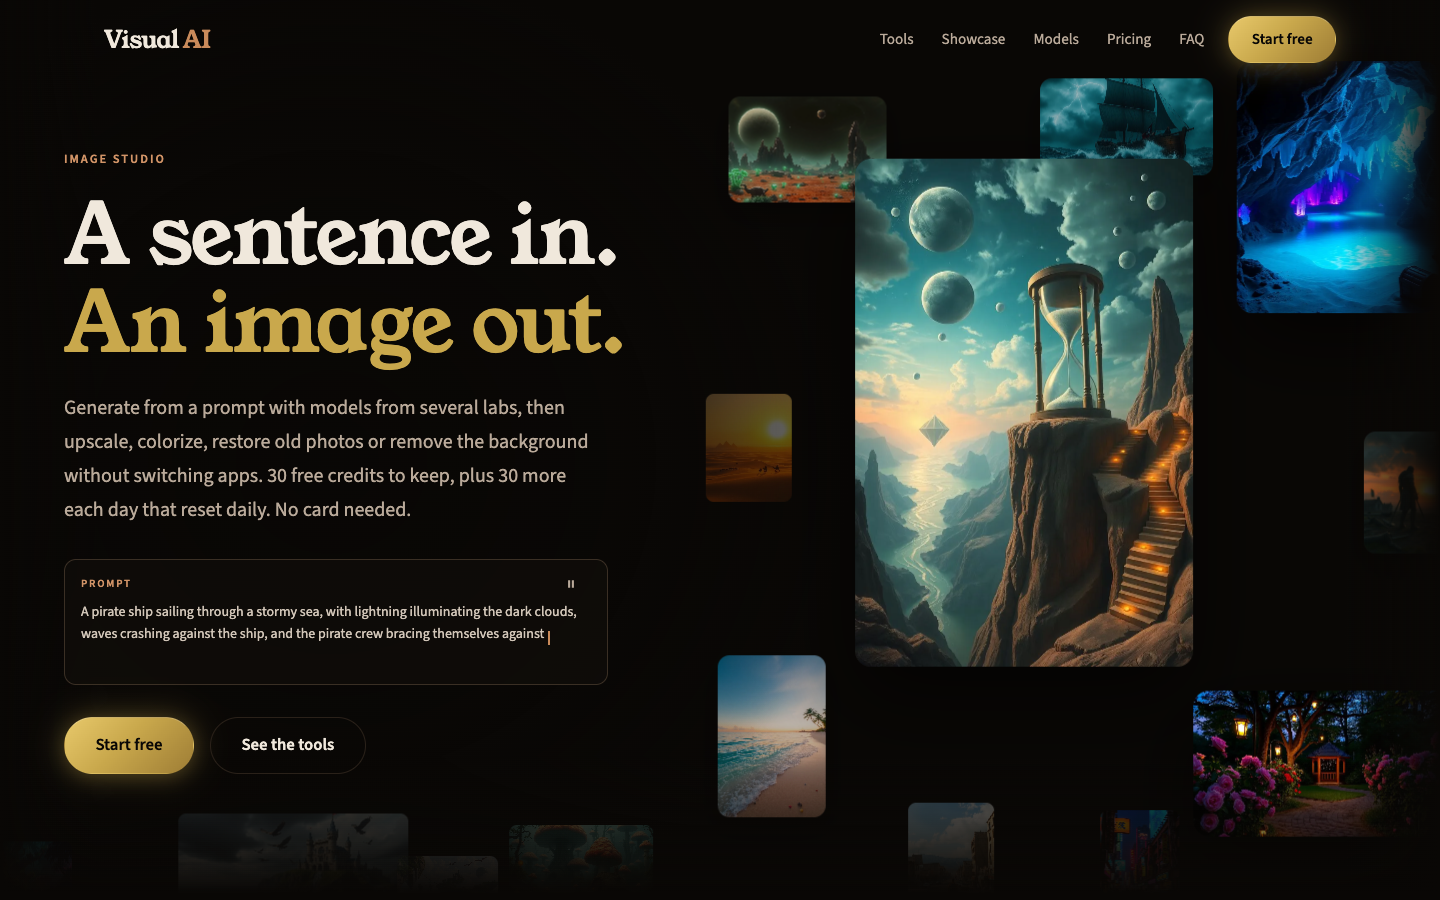 Visual AI
Tools
Showcase
Models
Pricing
FAQ
Start free
IMAGE STUDIO
A sentence in.
An image out.
Generate from a prompt with models from several labs, then
upscale, colorize, restore old photos or remove the background
without switching apps. 30 free credits to keep, plus 30 more
each day that reset daily. No card needed.
PROMPT
A pirate ship sailing through a stormy sea, with lightning illuminating the dark clouds,
waves crashing against the ship, and the pirate crew bracing themselves against
Start free
See the tools